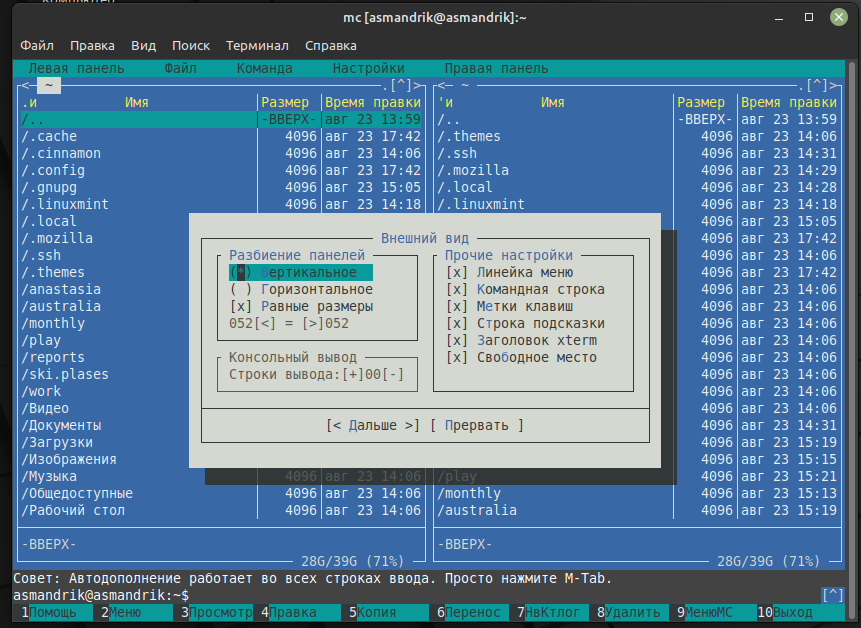 mc [asmandrik@asmandrik]:~
Файл Правка Вид Поиск Терминал Справка
Левая панель Файл Команда Настройки Правая панель
<─ ~ .[^]> <─ ~ .[^]>
.и Имя Размер Время правки 'и Имя Размер Время правки
/.. -ВВЕРХ- авг 23 13:59 /.. -ВВЕРХ- авг 23 13:59
/.cache 4096 авг 23 17:42 /.themes 4096 авг 23 14:06
/.cinnamon 4096 авг 23 14:06 /.ssh 4096 авг 23 14:31
/.config 4096 авг 23 17:42 /.mozilla 4096 авг 23 14:29
/.gnupg 4096 авг 23 15:05 /.local 4096 авг 23 14:28
/.linuxmint 4096 авг 23 14:18 /.linuxmint 4096 авг 23 14:18
/.local 4096 авг 23 15:05
/.mozilla Внешний вид 4096 авг 23 17:42
/.ssh Разбиение панелей Прочие настройки 4096 авг 23 14:06
/.themes (*) Вертикальное [x] Линейка меню 4096 авг 23 17:42
/anastasia ( ) Горизонтальное [x] Командная строка 4096 авг 23 14:06
/australia [x] Равные размеры [x] Метки клавиш 4096 авг 23 14:06
/monthly 052[<] = [>]052 [x] Строка подсказки 4096 авг 23 14:06
/play [x] Заголовок xterm 4096 авг 23 14:06
/reports Консольный вывод [x] Свободное место 4096 авг 23 14:06
/ski.plases Строки вывода:[+]00[-] 4096 авг 23 14:06
/work 4096 авг 23 14:06
/Видео 4096 авг 23 14:06
/Документы [< Дальше >] [ Прервать ] 4096 авг 23 14:31
/Загрузки 4096 авг 23 15:19
/Изображения 4096 авг 23 15:15
/Музыка 4096 авг 23 14:06 /play 4096 авг 23 15:21
/Общедоступные 4096 авг 23 14:06 /monthly 4096 авг 23 15:13
/Рабочий стол 4096 авг 23 14:06 /australia 4096 авг 23 15:19
-ВВЕРХ- -ВВЕРХ-
28G/39G (71%) 28G/39G (71%)
Совет: Автодополнение работает во всех строках ввода. Просто нажмите M-Tab.
asmandrik@asmandrik:~$ [^]
1Помощь 2Меню 3Просмотр 4Правка 5Копия 6Перенос 7НвКтлог 8Удалить 9МенюMC 10Выход